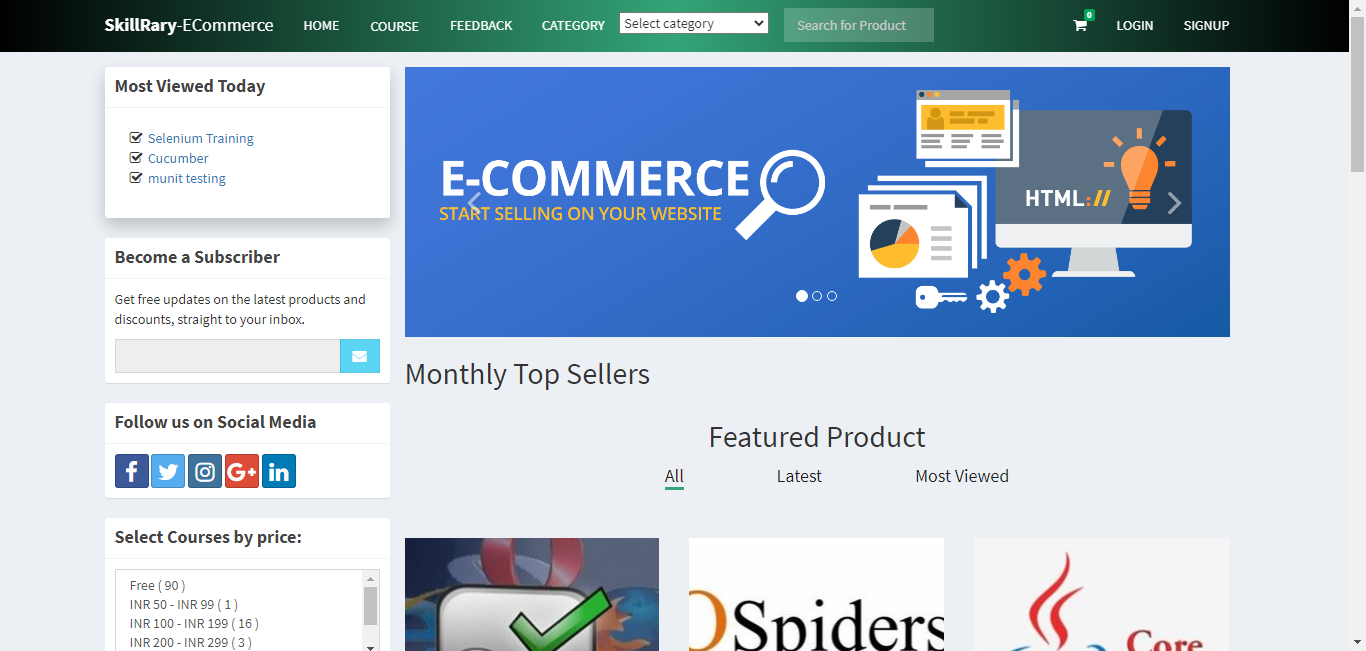 SkillRary-ECommerce HOME COURSE FEEDBACK CATEGORY Select category Search for Product 0 LOGIN SIGNUP
Most Viewed Today
Selenium Training
Cucumber
munit testing
Become a Subscriber
Get free updates on the latest products and
discounts, straight to your inbox.
Follow us on Social Media
f
G+
in
Select Courses by price:
Free ( 90 )
INR 50 - INR 99 ( 1 )
INR 100 - INR 199 ( 16 )
INR 200 - INR 299 ( 3 )
E-COMMERCE
START SELLING ON YOUR WEBSITE
HTML://
Monthly Top Sellers
Featured Product
All Latest Most Viewed
Spiders
Core